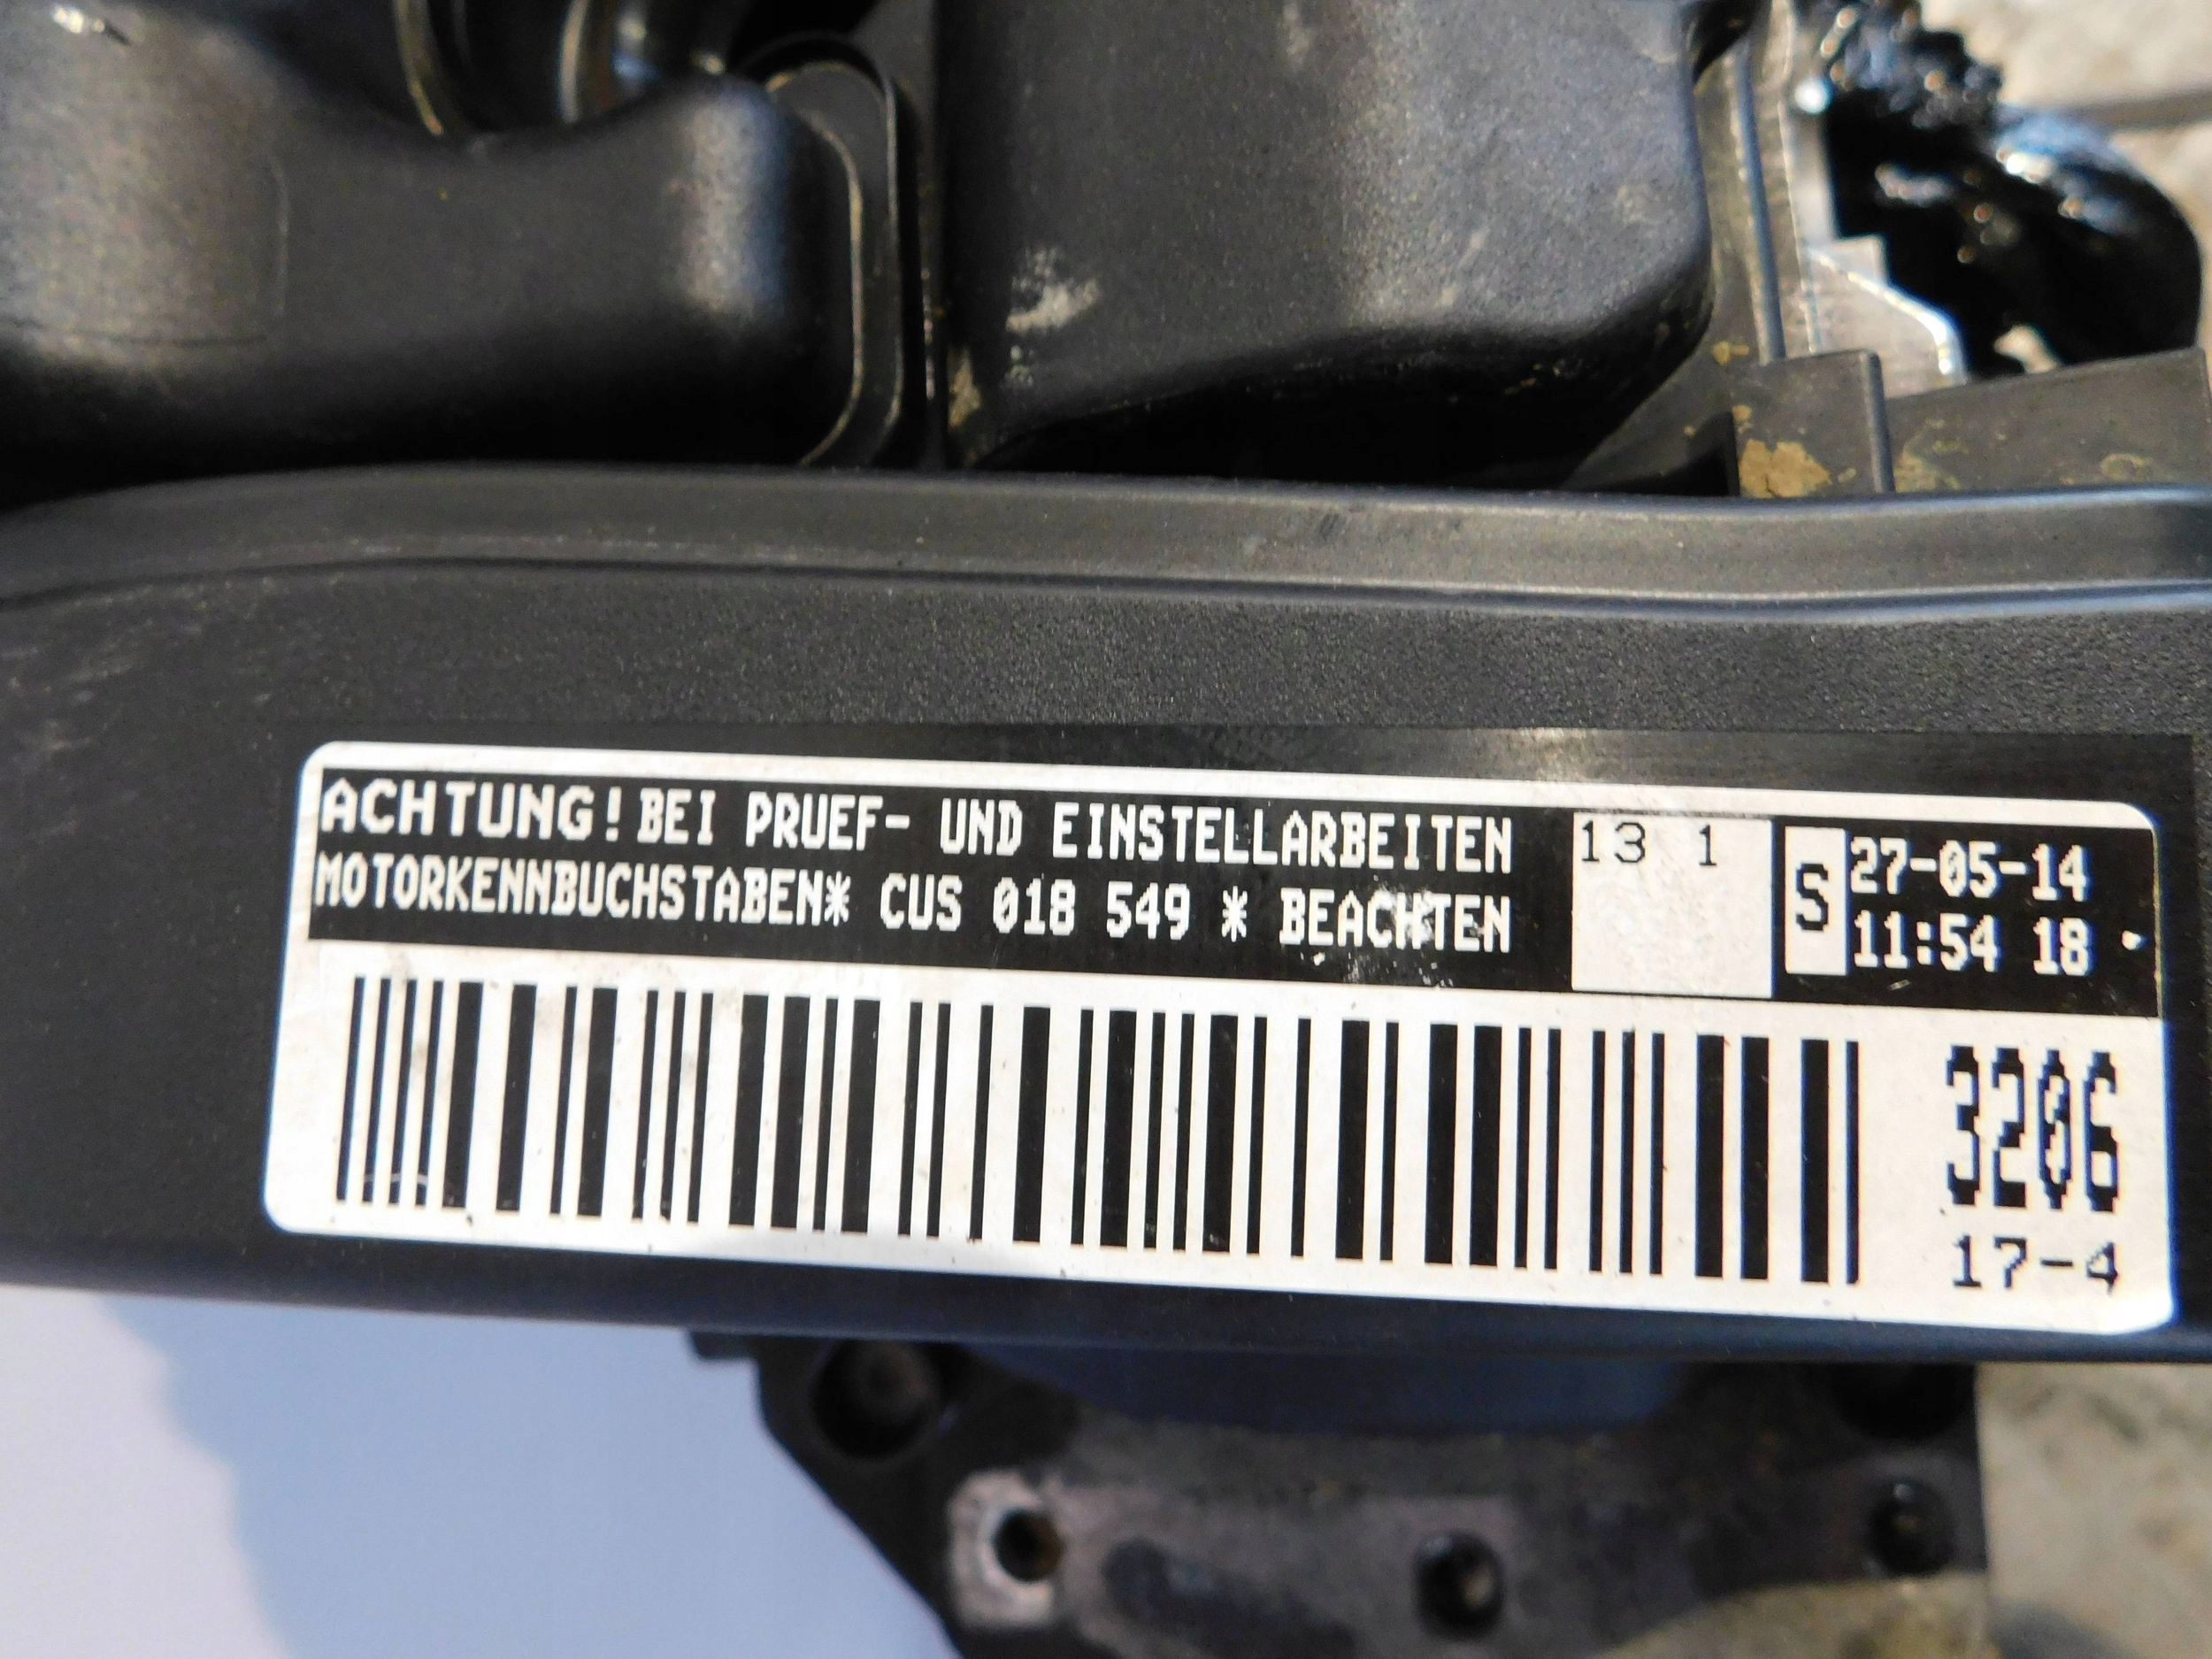 ACHTUNG! BEI PRUEF- UND EINSTELLARBEITEN
MOTORKENNBUCHSTABEN* CUS 018 549 * BEACHTEN
13 1
S
27-05-14
11:54 18
3206
17-4